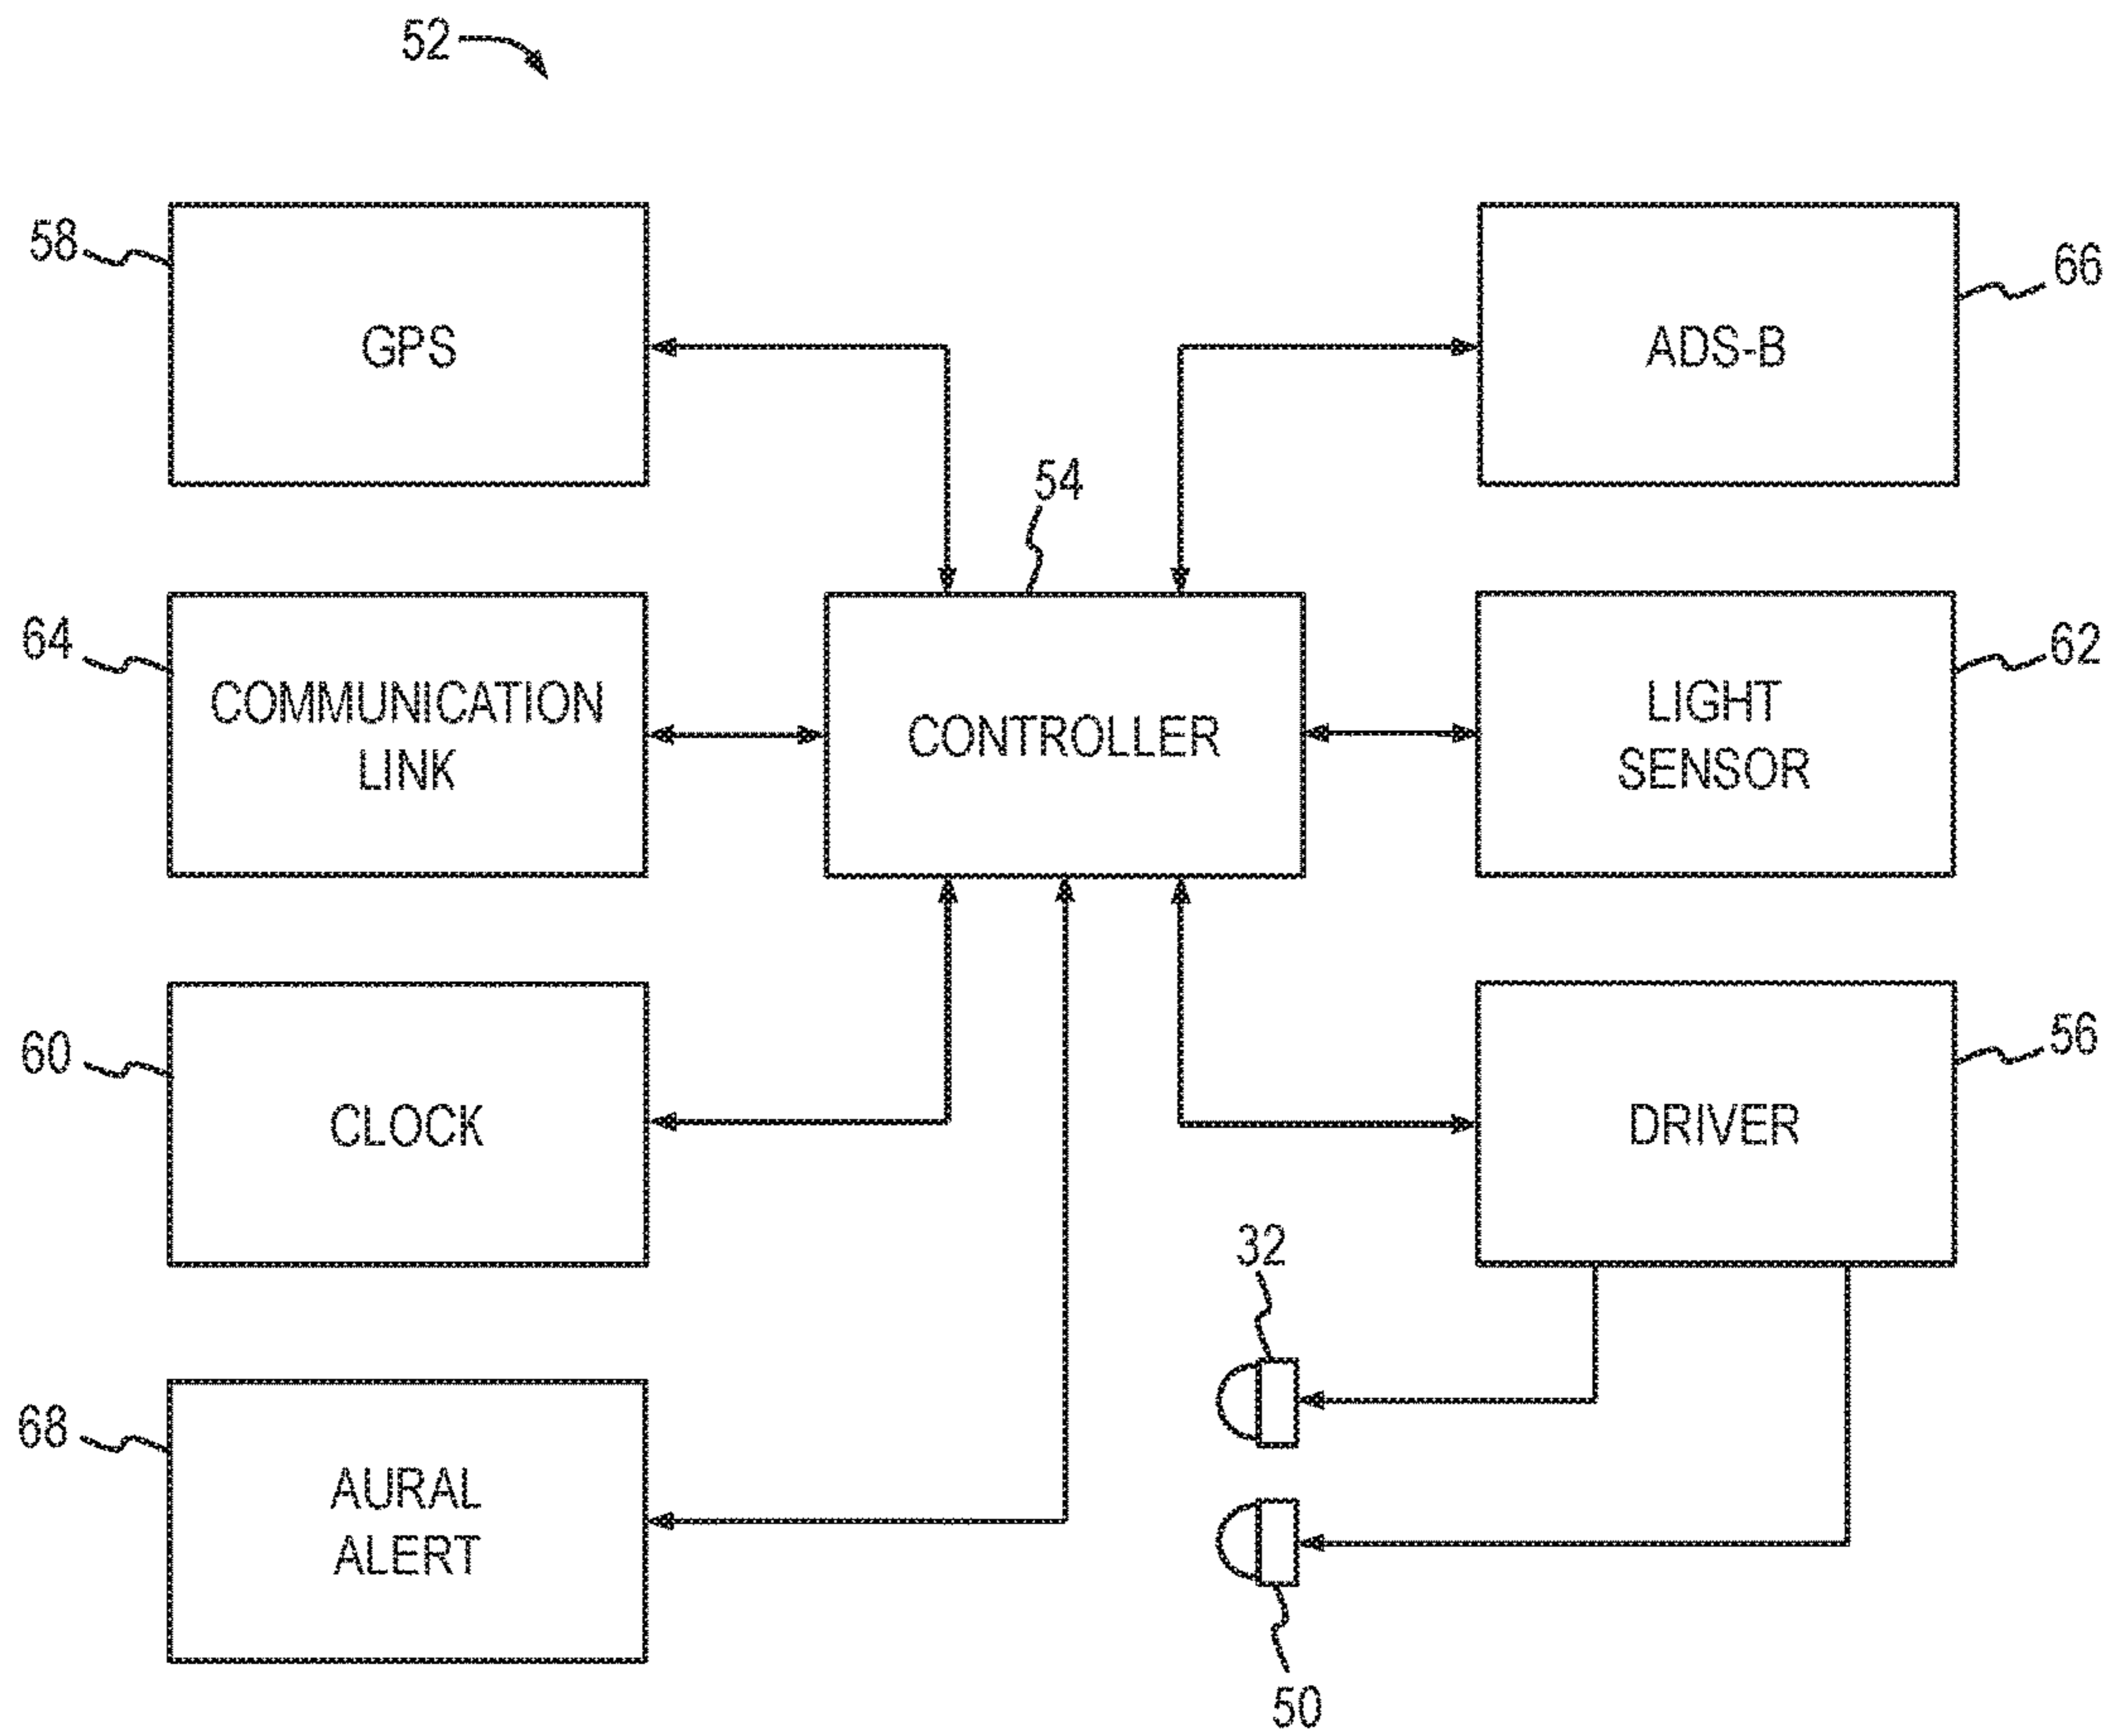 52
58
GPS
66
ADS-B
54
64
COMMUNICATION
LINK
CONTROLLER
62
LIGHT
SENSOR
60
CLOCK
56
DRIVER
32
68
AURAL
ALERT
50